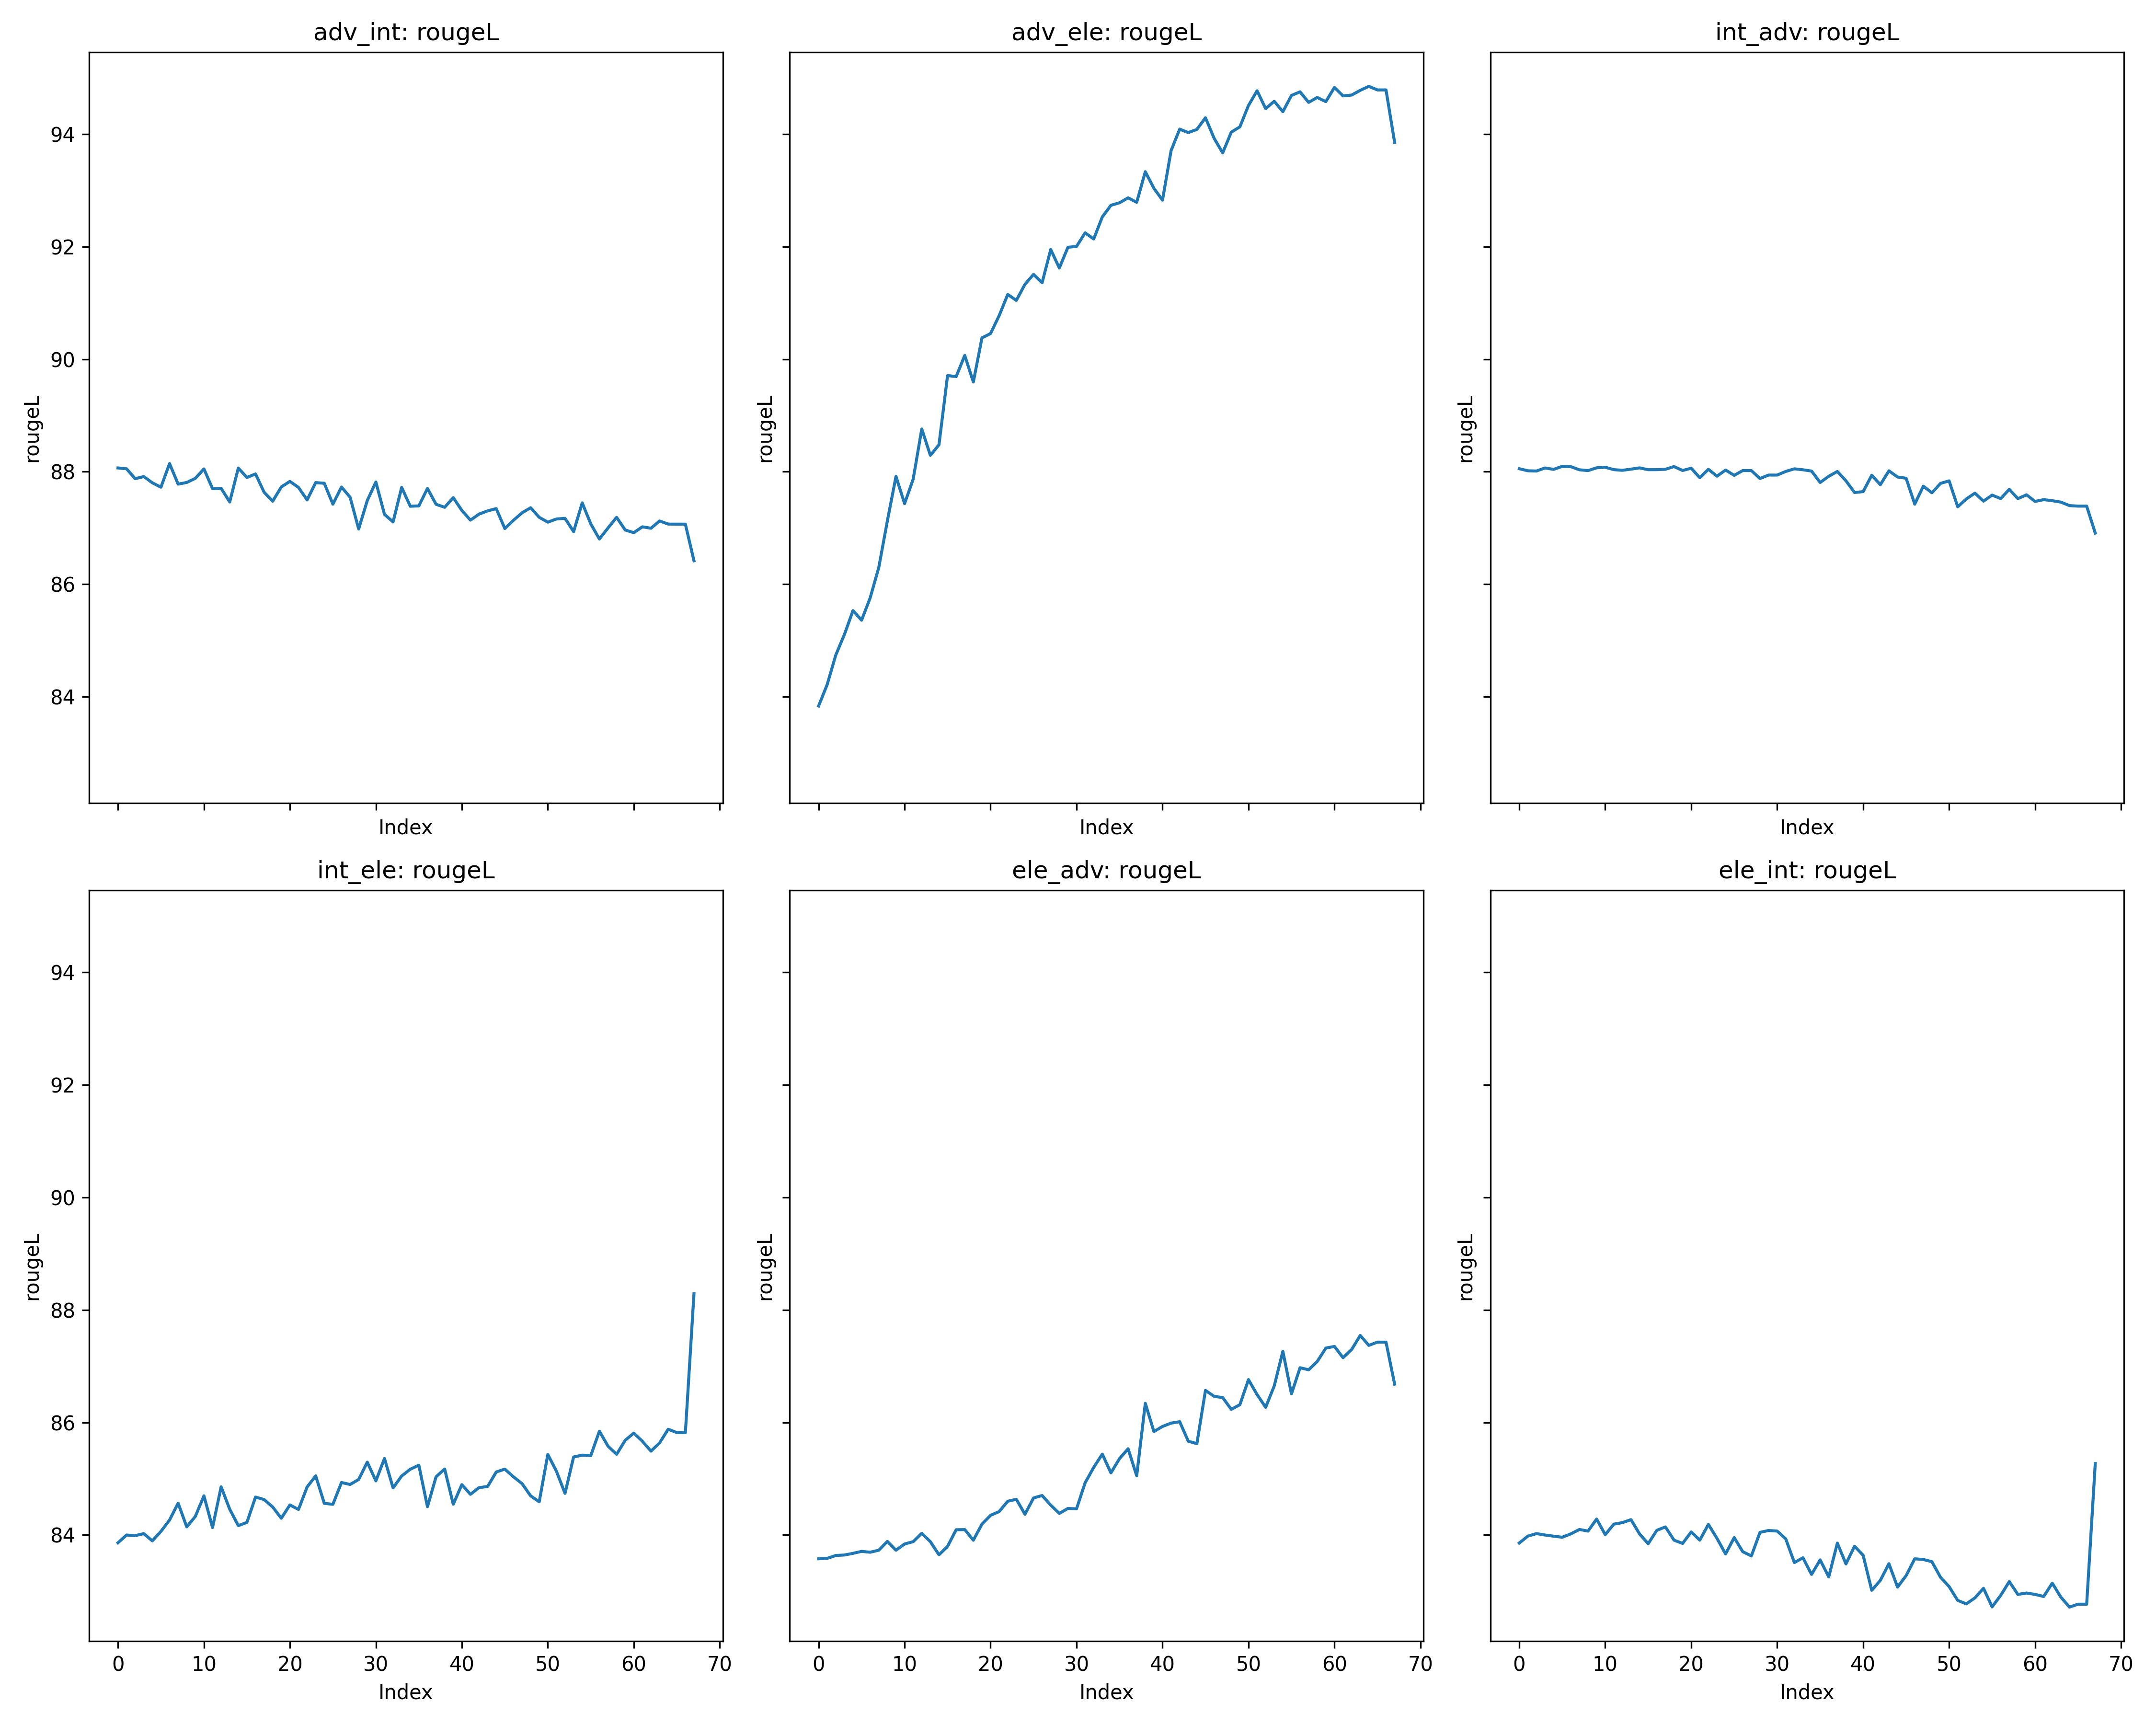 adv_int: rougeL
adv_ele: rougeL
int_adv: rougeL
rougeL
94
92
90
88
86
84
rougeL
rougeL
Index
Index
Index
int_ele: rougeL
ele_adv: rougeL
ele_int: rougeL
rougeL
94
92
90
88
86
84
rougeL
rougeL
0 10 20 30 40 50 60 70
0 10 20 30 40 50 60 70
0 10 20 30 40 50 60 70
Index
Index
Index